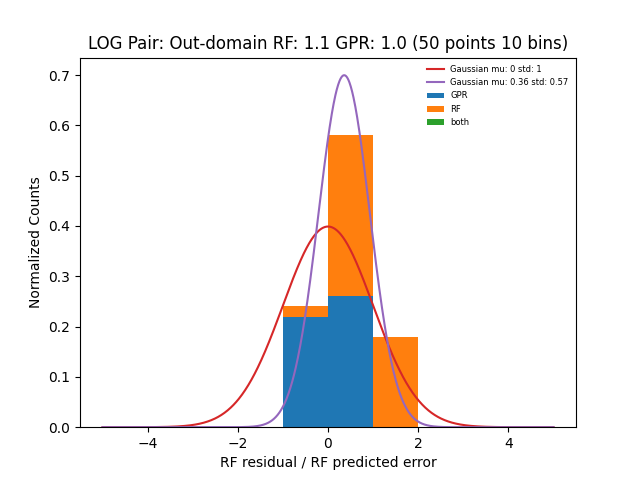 LOG Pair: Out-domain RF: 1.1 GPR: 1.0 (50 points 10 bins)
Gaussian mu: 0 std: 1
Gaussian mu: 0.36 std: 0.57
GPR
RF
both
Normalized Counts
0.7
0.6
0.5
0.4
0.3
0.2
0.1
0.0
−4 −2 0 2 4
RF residual / RF predicted error